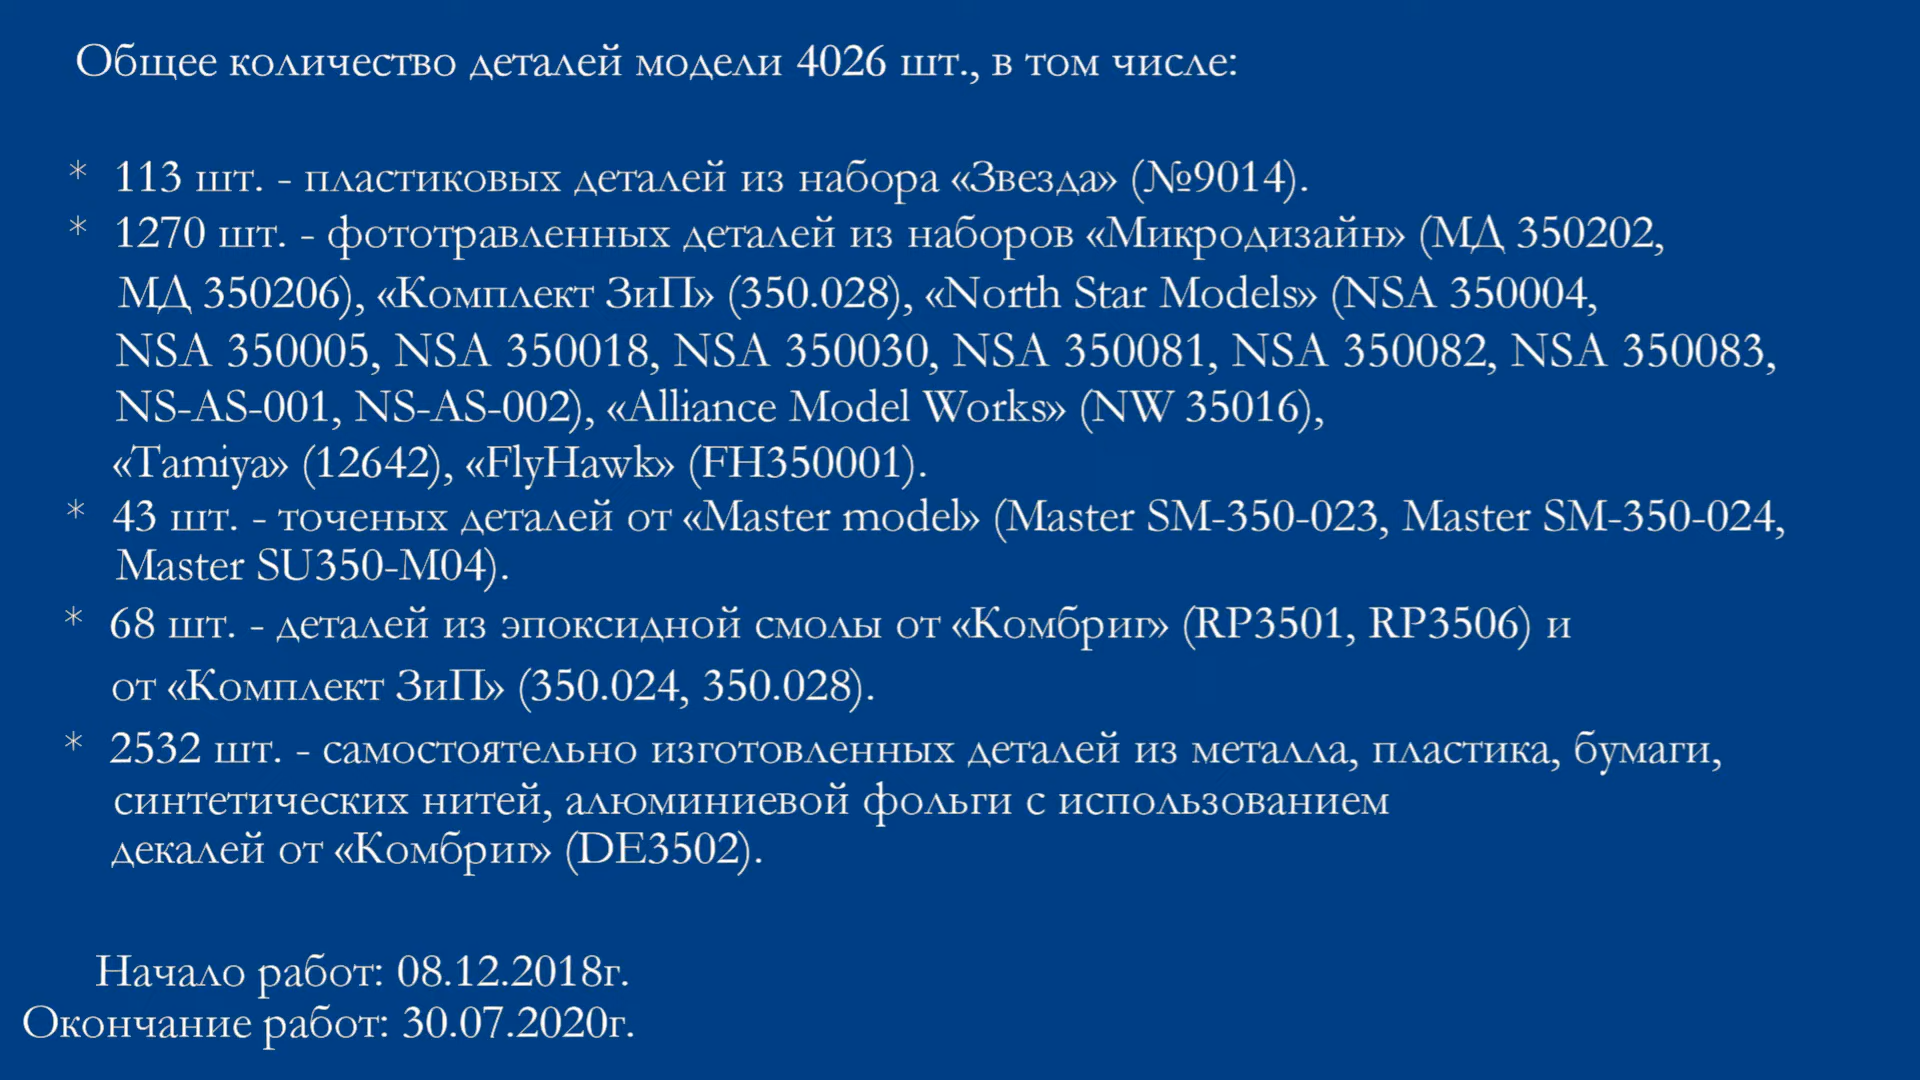 Общее количество деталей модели 4026 шт., в том числе:
* 113 шт. - пластиковых деталей из набора «Звезда» (№9014).
* 1270 шт. - фототравленных деталей из наборов «Микродизайн» (МД 350202,
МД 350206), «Комплект ЗиП» (350.028), «North Star Models» (NSA 350004,
NSA 350005, NSA 350018, NSA 350030, NSA 350081, NSA 350082, NSA 350083,
NS-AS-001, NS-AS-002), «Alliance Model Works» (NW 35016),
«Tamiya» (12642), «FlyHawk» (FH350001).
* 43 шт. - точеных деталей от «Master model» (Master SM-350-023, Master SM-350-024,
Master SU350-M04).
* 68 шт. - деталей из эпоксидной смолы от «Комбриг» (RP3501, RP3506) и
от «Комплект ЗиП» (350.024, 350.028).
* 2532 шт. - самостоятельно изготовленных деталей из металла, пластика, бумаги,
синтетических нитей, алюминиевой фольги с использованием
декалей от «Комбриг» (DE3502).
Начало работ: 08.12.2018г.
Окончание работ: 30.07.2020г.